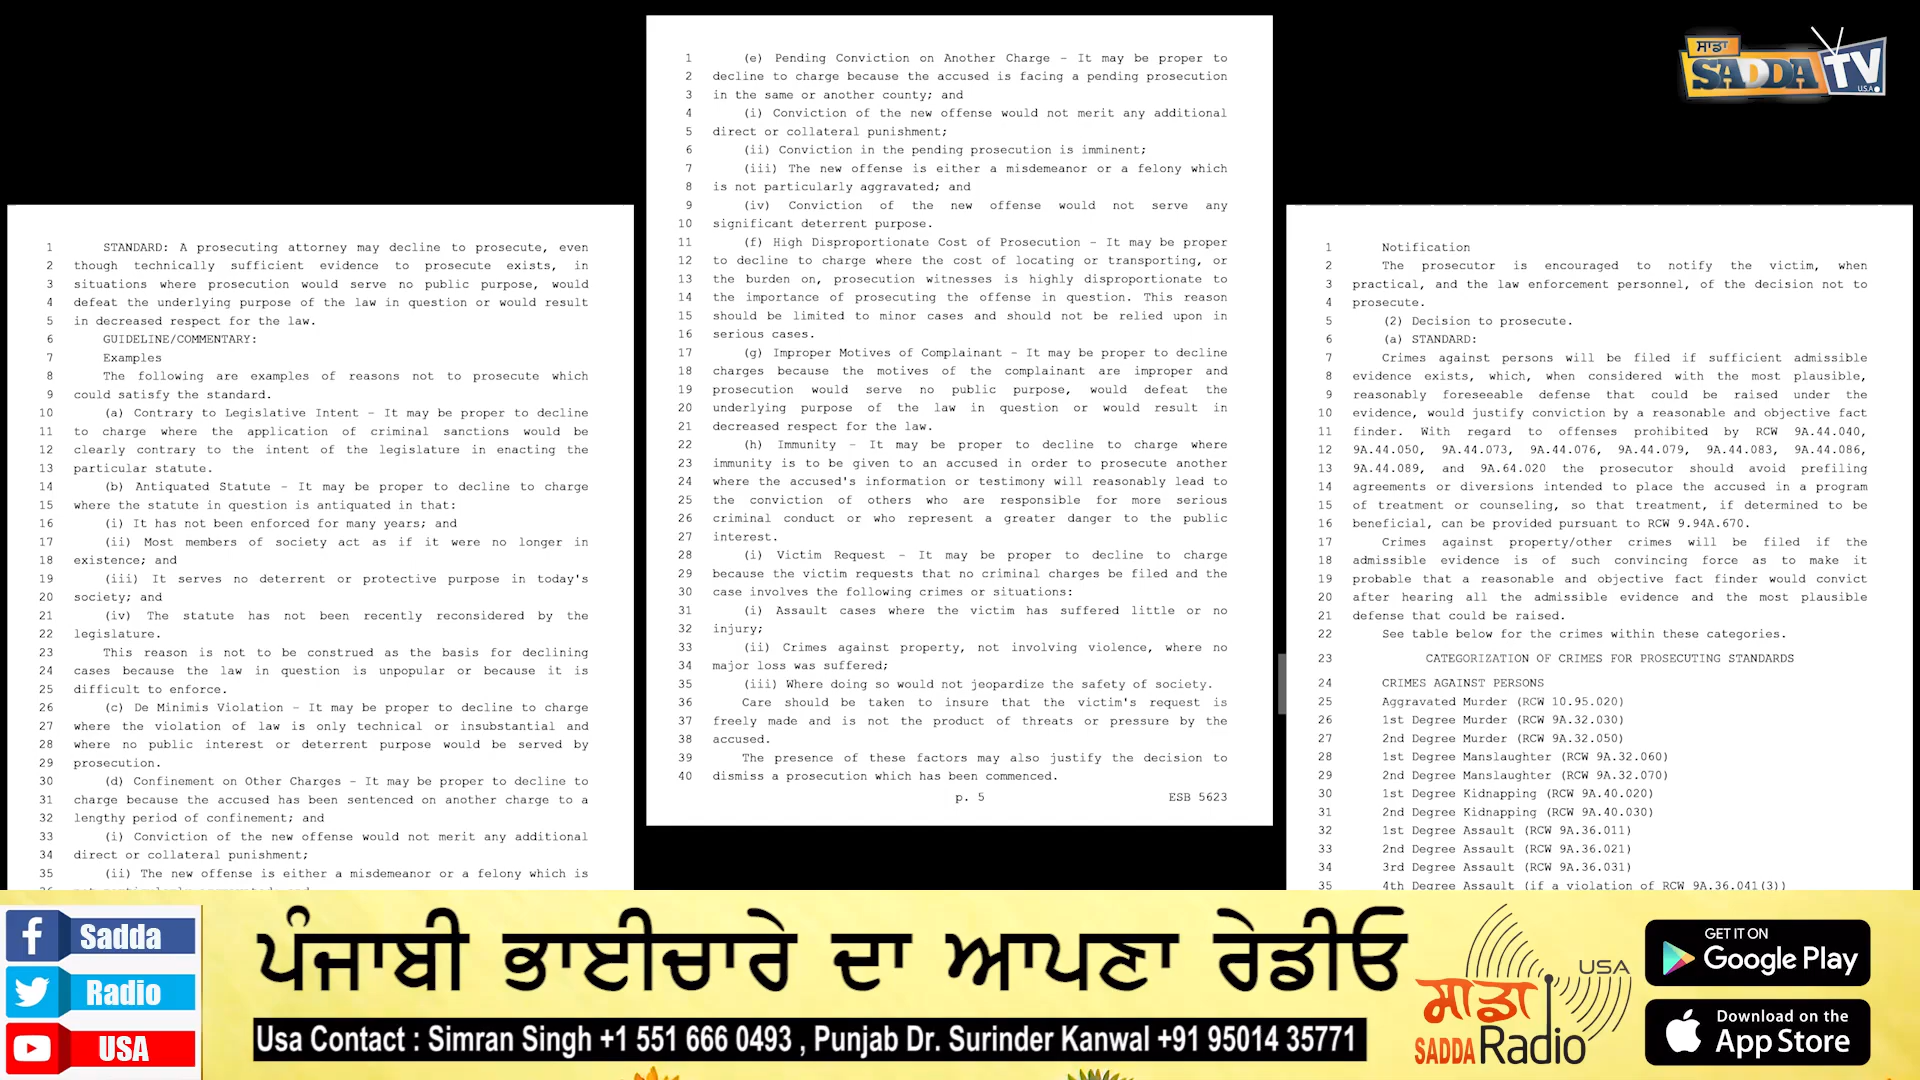 1 STANDARD: A prosecuting attorney may decline to prosecute, even
2 though technically sufficient evidence to prosecute exists, in
3 situations where prosecution would serve no public purpose, would
4 defeat the underlying purpose of the law in question or would result
5 in decreased respect for the law.
6 GUIDELINE/COMMENTARY:
7 Examples
8 The following are examples of reasons not to prosecute which
9 could satisfy the standard.
10 (a) Contrary to Legislative Intent – It may be proper to decline
11 to charge where the application of criminal sanctions would be
12 clearly contrary to the intent of the legislature in enacting the
13 particular statute.
14 (b) Antiquated Statute – It may be proper to decline to charge
15 where the statute in question is antiquated in that:
16 (i) It has not been enforced for many years; and
17 (ii) Most members of society act as if it were no longer in
18 existence; and
19 (iii) It serves no deterrent or protective purpose in today's
20 society; and
21 (iv) The statute has not been recently reconsidered by the
22 legislature.
23 This reason is not to be construed as the basis for declining
24 cases because the law in question is unpopular or because it is
25 difficult to enforce.
26 (c) De Minimis Violation – It may be proper to decline to charge
27 where the violation of law is only technical or insubstantial and
28 where no public interest or deterrent purpose would be served by
29 prosecution.
30 (d) Confinement on Other Charges – It may be proper to decline to
31 charge because the accused has been sentenced on another charge to a
32 lengthy period of confinement; and
33 (i) Conviction of the new offense would not merit any additional
34 direct or collateral punishment;
35 (ii) The new offense is either a misdemeanor or a felony which is
1 (e) Pending Conviction on Another Charge – It may be proper to
2 decline to charge because the accused is facing a pending prosecution
3 in the same or another county; and
4 (i) Conviction of the new offense would not merit any additional
5 direct or collateral punishment;
6 (ii) Conviction in the pending prosecution is imminent;
7 (iii) The new offense is either a misdemeanor or a felony which
8 is not particularly aggravated; and
9 (iv) Conviction of the new offense would not serve any
10 significant deterrent purpose.
11 (f) High Disproportionate Cost of Prosecution – It may be proper
12 to decline to charge where the cost of locating or transporting, or
13 the burden on, prosecution witnesses is highly disproportionate to
14 the importance of prosecuting the offense in question. This reason
15 should be limited to minor cases and should not be relied upon in
16 serious cases.
17 (g) Improper Motives of Complainant – It may be proper to decline
18 charges because the motives of the complainant are improper and
19 prosecution would serve no public purpose, would defeat the
20 underlying purpose of the law in question or would result in
21 decreased respect for the law.
22 (h) Immunity – It may be proper to decline to charge where
23 immunity is to be given to an accused in order to prosecute another
24 where the accused's information or testimony will reasonably lead to
25 the conviction of others who are responsible for more serious
26 criminal conduct or who represent a greater danger to the public
27 interest.
28 (i) Victim Request – It may be proper to decline to charge
29 because the victim requests that no criminal charges be filed and the
30 case involves the following crimes or situations:
31 (i) Assault cases where the victim has suffered little or no
32 injury;
33 (ii) Crimes against property, not involving violence, where no
34 major loss was suffered;
35 (iii) Where doing so would not jeopardize the safety of society.
36 Care should be taken to insure that the victim's request is
37 freely made and is not the product of threats or pressure by the
38 accused.
39 The presence of these factors may also justify the decision to
40 dismiss a prosecution which has been commenced.
p. 5 ESB 5623
ਸਾਡਾ
SADDA TV
U.S.A.
1 Notification
2 The prosecutor is encouraged to notify the victim, when
3 practical, and the law enforcement personnel, of the decision not to
4 prosecute.
5 (2) Decision to prosecute.
6 (a) STANDARD:
7 Crimes against persons will be filed if sufficient admissible
8 evidence exists, which, when considered with the most plausible,
9 reasonably foreseeable defense that could be raised under the
10 evidence, would justify conviction by a reasonable and objective fact
11 finder. With regard to offenses prohibited by RCW 9A.44.040,
12 9A.44.050, 9A.44.073, 9A.44.076, 9A.44.079, 9A.44.083, 9A.44.086,
13 9A.44.089, and 9A.64.020 the prosecutor should avoid prefiling
14 agreements or diversions intended to place the accused in a program
15 of treatment or counseling, so that treatment, if determined to be
16 beneficial, can be provided pursuant to RCW 9.94A.670.
17 Crimes against property/other crimes will be filed if the
18 admissible evidence is of such convincing force as to make it
19 probable that a reasonable and objective fact finder would convict
20 after hearing all the admissible evidence and the most plausible
21 defense that could be raised.
22 See table below for the crimes within these categories.
23 CATEGORIZATION OF CRIMES FOR PROSECUTING STANDARDS
24 CRIMES AGAINST PERSONS
25 Aggravated Murder (RCW 10.95.020)
26 1st Degree Murder (RCW 9A.32.030)
27 2nd Degree Murder (RCW 9A.32.050)
28 1st Degree Manslaughter (RCW 9A.32.060)
29 2nd Degree Manslaughter (RCW 9A.32.070)
30 1st Degree Kidnapping (RCW 9A.40.020)
31 2nd Degree Kidnapping (RCW 9A.40.030)
32 1st Degree Assault (RCW 9A.36.011)
33 2nd Degree Assault (RCW 9A.36.021)
34 3rd Degree Assault (RCW 9A.36.031)
35 4th Degree Assault (if a violation of RCW 9A.36.041(3))
Sadda
Radio
USA
ਪੰਜਾਬੀ ਭਾਈਚਾਰੇ ਦਾ ਆਪਣਾ ਰੇਡੀਓ
Usa Contact : Simran Singh +1 551 666 0493 , Punjab Dr. Surinder Kanwal +91 95014 35771
USA
ਸਾਡਾ
SADDA Radio
GET IT ON
Google Play
Download on the
App Store